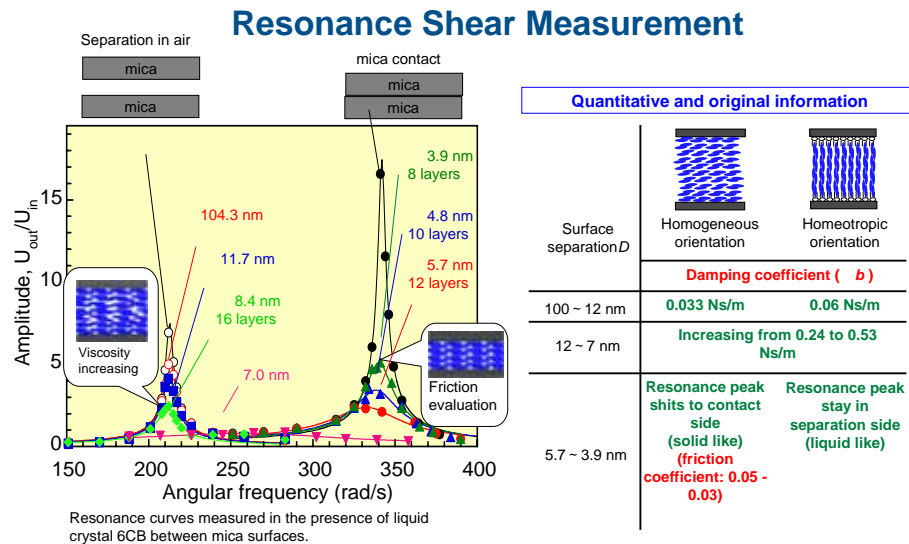 Resonance Shear Measurement
Separation in air
mica
mica
mica contact
mica
mica
Amplitude, U_out/U_in
15
10
5
0
150
200
250
300
350
400
Angular frequency (rad/s)
104.3 nm
11.7 nm
8.4 nm
16 layers
7.0 nm
3.9 nm
8 layers
4.8 nm
10 layers
5.7 nm
12 layers
Viscosity
increasing
Friction
evaluation
Resonance curves measured in the presence of liquid
crystal 6CB between mica surfaces.
Quantitative and original information
Surface
separation D
Homogeneous
orientation
Homeotropic
orientation
Damping coefficient ( b)
100 ~ 12 nm
0.033 Ns/m
0.06 Ns/m
12 ~ 7 nm
Increasing from 0.24 to 0.53
Ns/m
5.7 ~ 3.9 nm
Resonance peak
shits to contact
side
(solid like)
(friction
coefficient: 0.05 -
0.03)
Resonance peak
stay in
separation side
(liquid like)